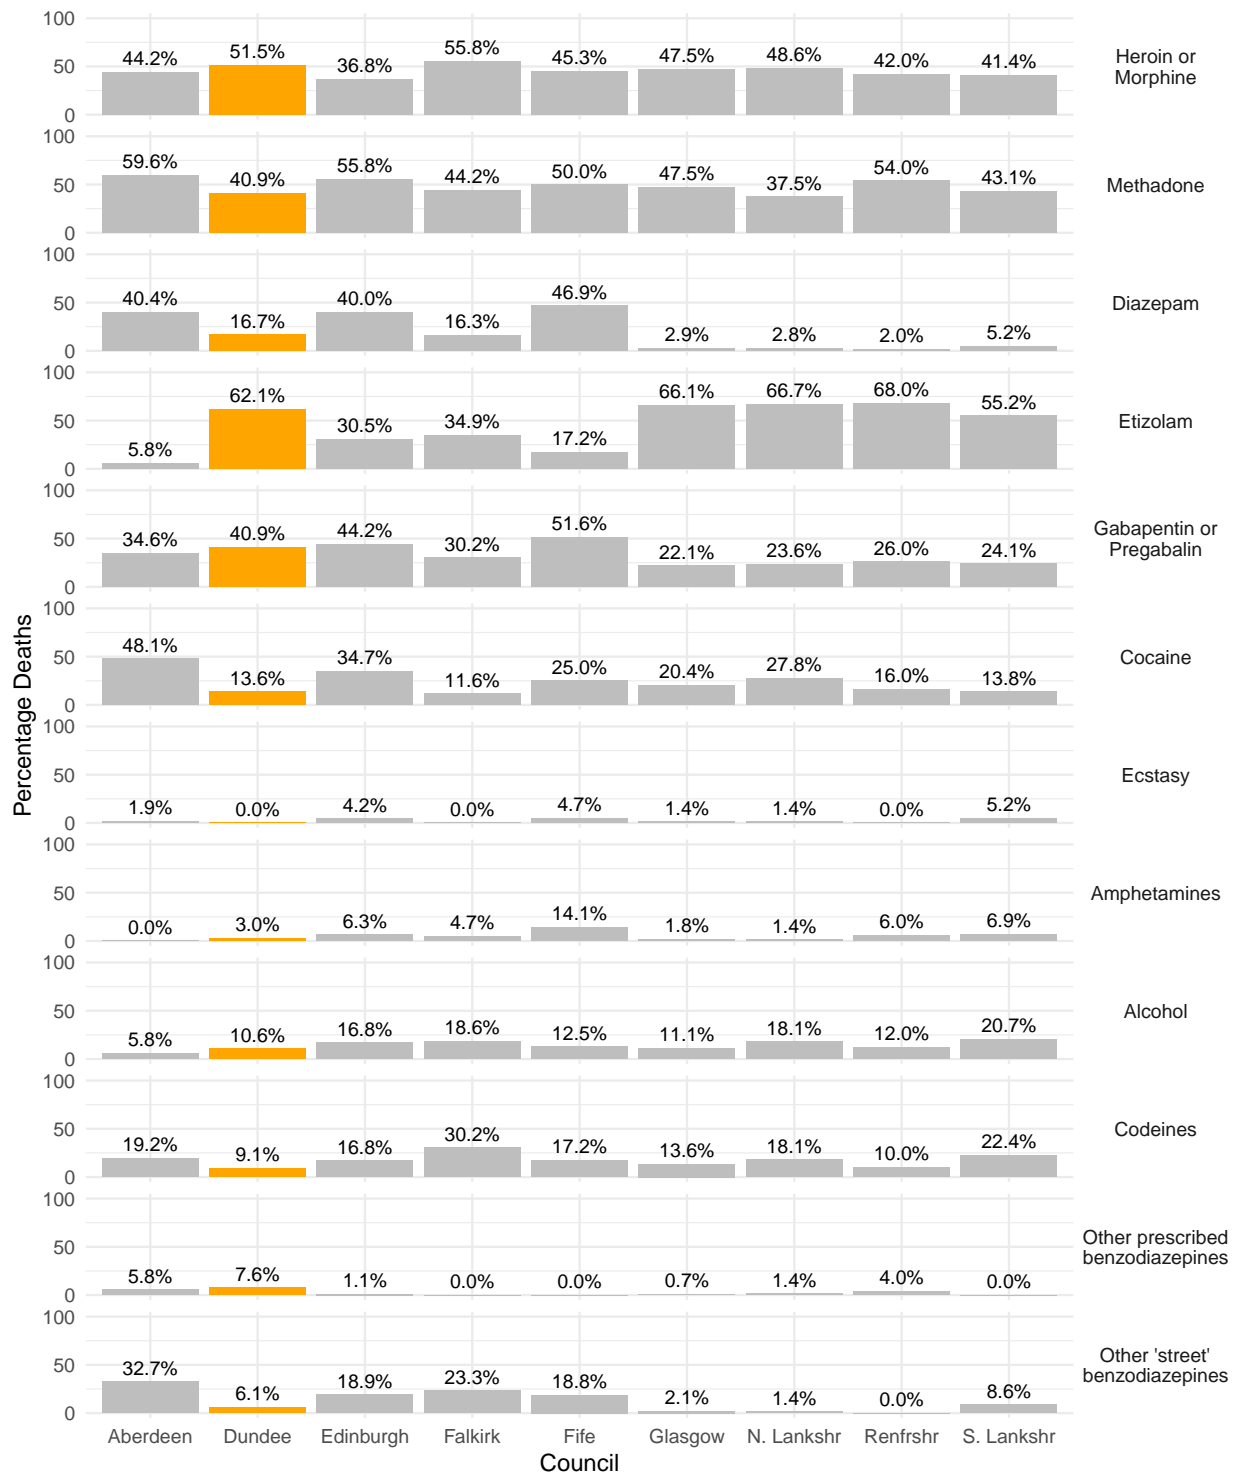 100
50
0
44.2% 51.5% 36.8% 55.8% 45.3% 47.5% 48.6% 42.0% 41.4%
Heroin or
Morphine
100
50
0
59.6% 40.9% 55.8% 44.2% 50.0% 47.5% 37.5% 54.0% 43.1%
Methadone
100
50
0
40.4% 16.7% 40.0% 16.3% 46.9% 2.9% 2.8% 2.0% 5.2%
Diazepam
100
50
0
5.8% 62.1% 30.5% 34.9% 17.2% 66.1% 66.7% 68.0% 55.2%
Etizolam
100
50
0
34.6% 40.9% 44.2% 30.2% 51.6% 22.1% 23.6% 26.0% 24.1%
Gabapentin or
Pregabalin
100
50
0
48.1% 13.6% 34.7% 11.6% 25.0% 20.4% 27.8% 16.0% 13.8%
Cocaine
Percentage Deaths
100
50
0
1.9% 0.0% 4.2% 0.0% 4.7% 1.4% 1.4% 0.0% 5.2%
Ecstasy
100
50
0
0.0% 3.0% 6.3% 4.7% 14.1% 1.8% 1.4% 6.0% 6.9%
Amphetamines
100
50
0
5.8% 10.6% 16.8% 18.6% 12.5% 11.1% 18.1% 12.0% 20.7%
Alcohol
100
50
0
19.2% 9.1% 16.8% 30.2% 17.2% 13.6% 18.1% 10.0% 22.4%
Codeines
100
50
0
5.8% 7.6% 1.1% 0.0% 0.0% 0.7% 1.4% 4.0% 0.0%
Other prescribed
benzodiazepines
100
50
0
32.7% 6.1% 18.9% 23.3% 18.8% 2.1% 1.4% 0.0% 8.6%
Other 'street'
benzodiazepines
Aberdeen Dundee Edinburgh Falkirk Fife Glasgow N. Lankshr Renfrshr S. Lankshr
Council